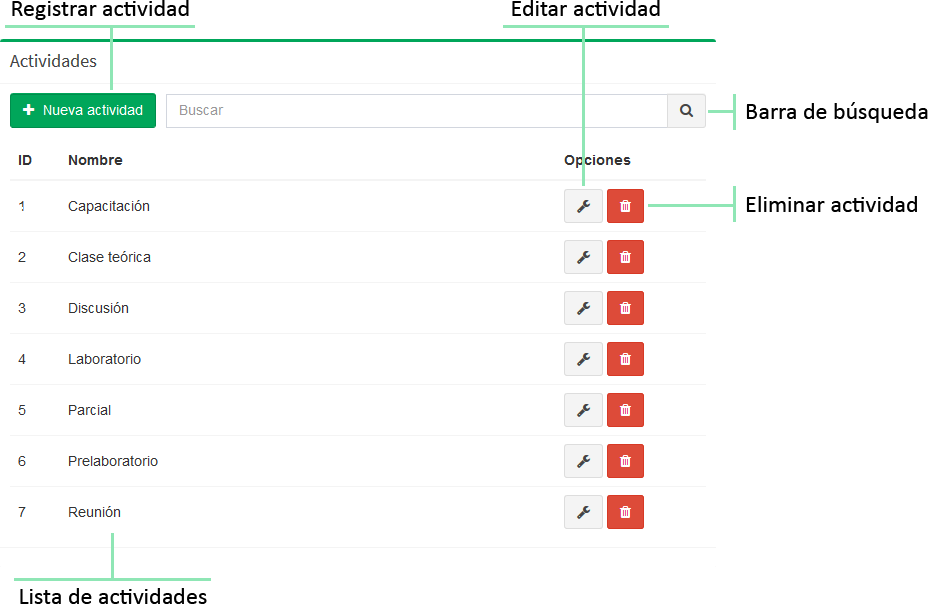 Registrar actividad
Editar actividad
Actividades
Nueva actividad
Buscar
Barra de búsqueda
ID Nombre Opciones
1 Capacitación
Eliminar actividad
2 Clase teórica
3 Discusión
4 Laboratorio
5 Parcial
6 Prelaboratorio
7 Reunión
Lista de actividades